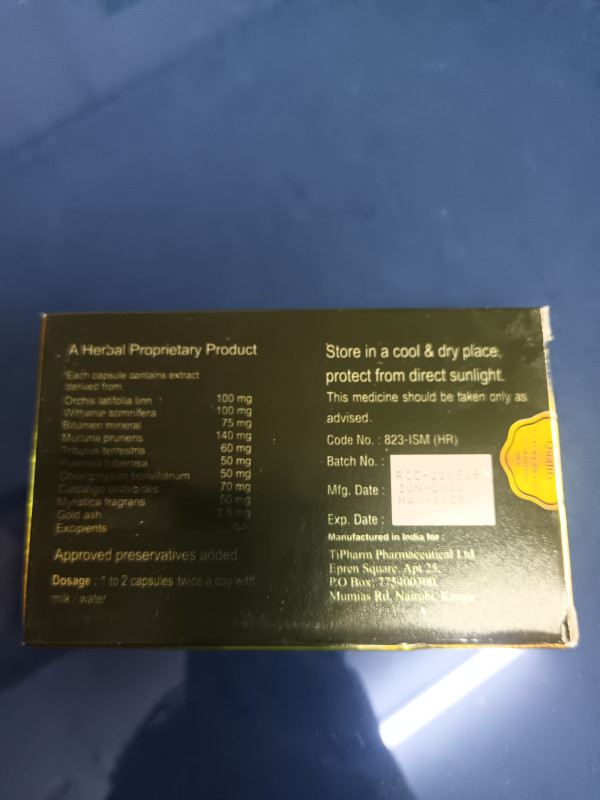 A Herbal Proprietary Product
*Each capsule contains extract
derived from.
Orchis latifolia linn : 100 mg
Withania somnifera 100 mg
Bitumen mineral 75 mg
Mucuna prunens 140 mg
Tribulus terrestris 60 mg
Pueraria tuberosa 50 mg
Chlorophytum borivilianum 50 mg
Curculigo orchioides 70 mg
Myristica fragrans 50 mg
Gold ash 2.5 mg
Excipients q.s.
Approved preservatives added.
Dosage : 1 to 2 capsules twice a day with
milk / water
Store in a cool & dry place,
protect from direct sunlight.
This medicine should be taken only as
advised.
Code No. : 823-ISM (HR)
Batch No. :
Mfg. Date :
Exp. Date :
Manufactured in India for :
TiPharm Pharmaceutical Ltd
Epren Square, Apt 25,
P.O Box: 775400300,
Mumias Rd, Nairobi, Kenya
Quality